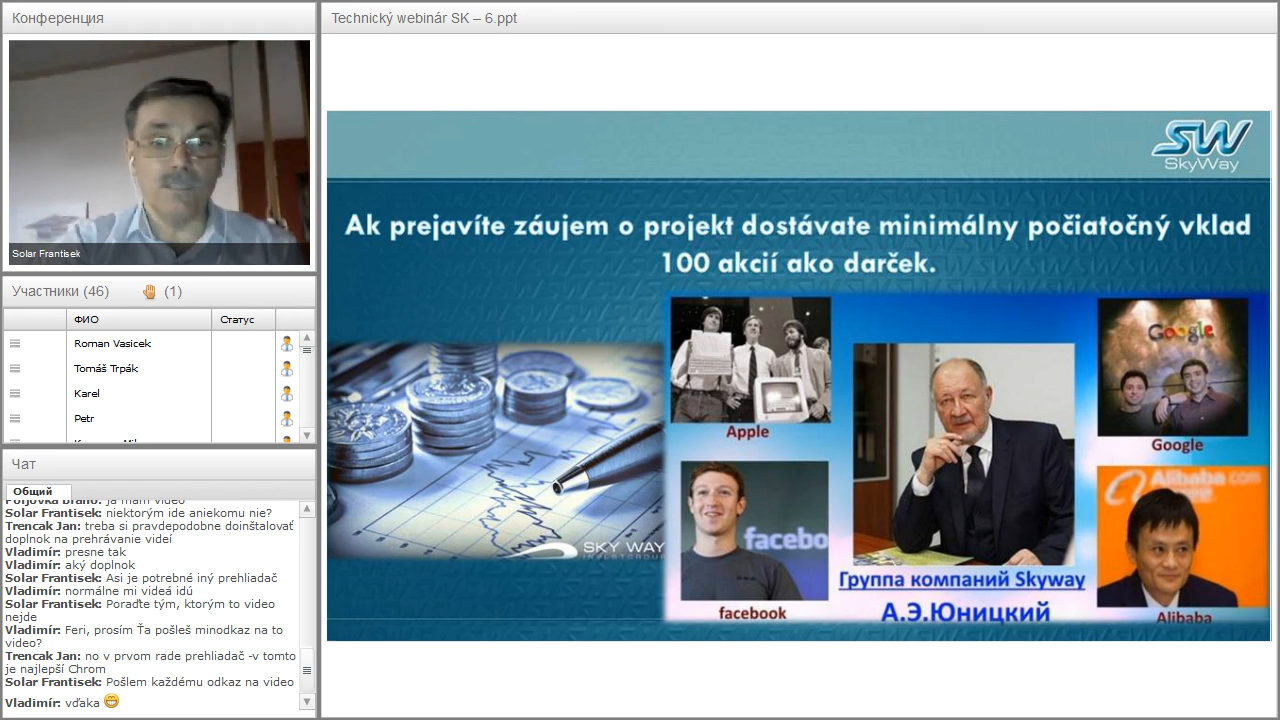 Конференция
Solar Frantisek
Участники (46) (1)
ФИО Статус
Roman Vasicek
Tomáš Trpák
Karel
Petr
Чат
Общий
Solar Frantisek: niektorým ide aniekomu nie?
Trencak Jan: treba si pravdepodobne doinštalovať
doplnok na prehrávanie videí
Vladimír: presne tak
Vladimír: aký doplnok
Solar Frantisek: Asi je potrebné iný prehliadač
Vladimír: normálne mi videá idú
Solar Frantisek: Poraďte tým, ktorým to video
nejde
Vladimír: Feri, prosím Ťa pošleš minodkaz na to
video?
Trencak Jan: no v prvom rade prehliadač -v tomto
je najlepší Chrom
Solar Frantisek: Pošlem každému odkaz na video
Vladimír: vďaka
Technický webinár SK – 6.ppt
SW
SkyWay
Ak prejavíte záujem o projekt dostávate minimálny počiatočný vklad
100 akcií ako darček.
SKY WAY
INVESTGROUP
Apple
facebo
facebook
Группа компаний Skyway
А.Э.Юницкий
Google
Google
Alibaba.com
Alibaba